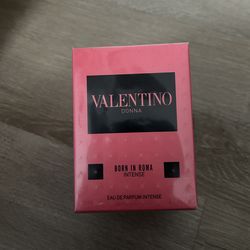 VALENTINO
DONNA
BORN IN ROMA
INTENSE
EAU DE PARFUM INTENSE